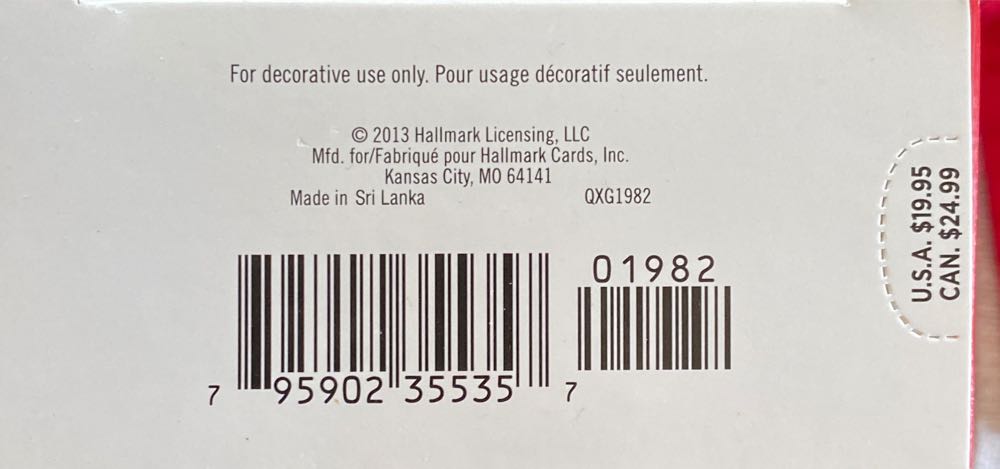 For decorative use only. Pour usage décoratif seulement.
© 2013 Hallmark Licensing, LLC
Mfd. for/Fabriqué pour Hallmark Cards, Inc.
Kansas City, MO 64141
Made in Sri Lanka QXG1982
01982
7 95902 35535 7
U.S.A. $19.95
CAN. $24.99